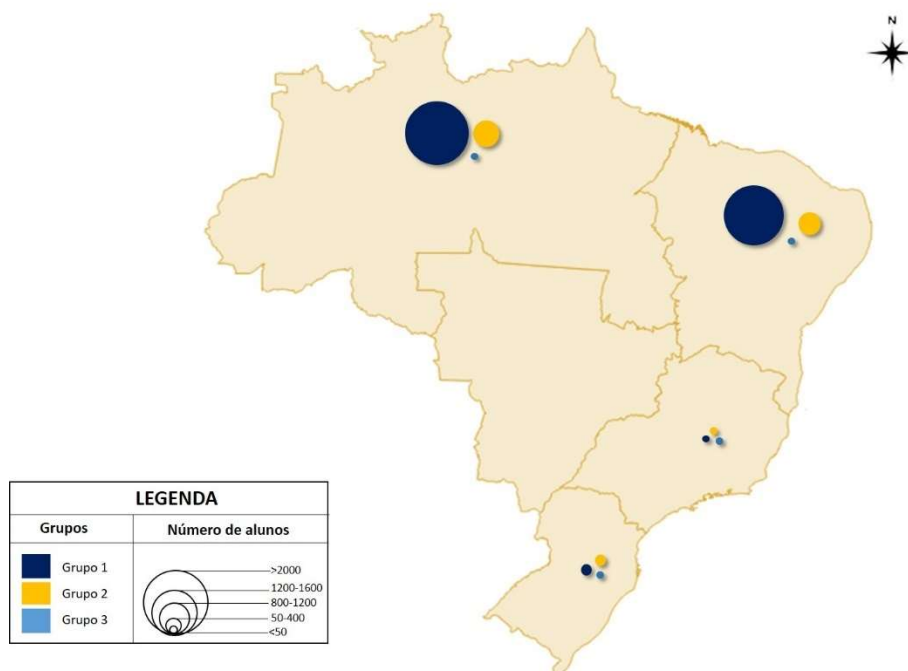 N
LEGENDA
Grupos
Número de alunos
Grupo 1
Grupo 2
Grupo 3
>2000
1200-1600
800-1200
50-400
<50